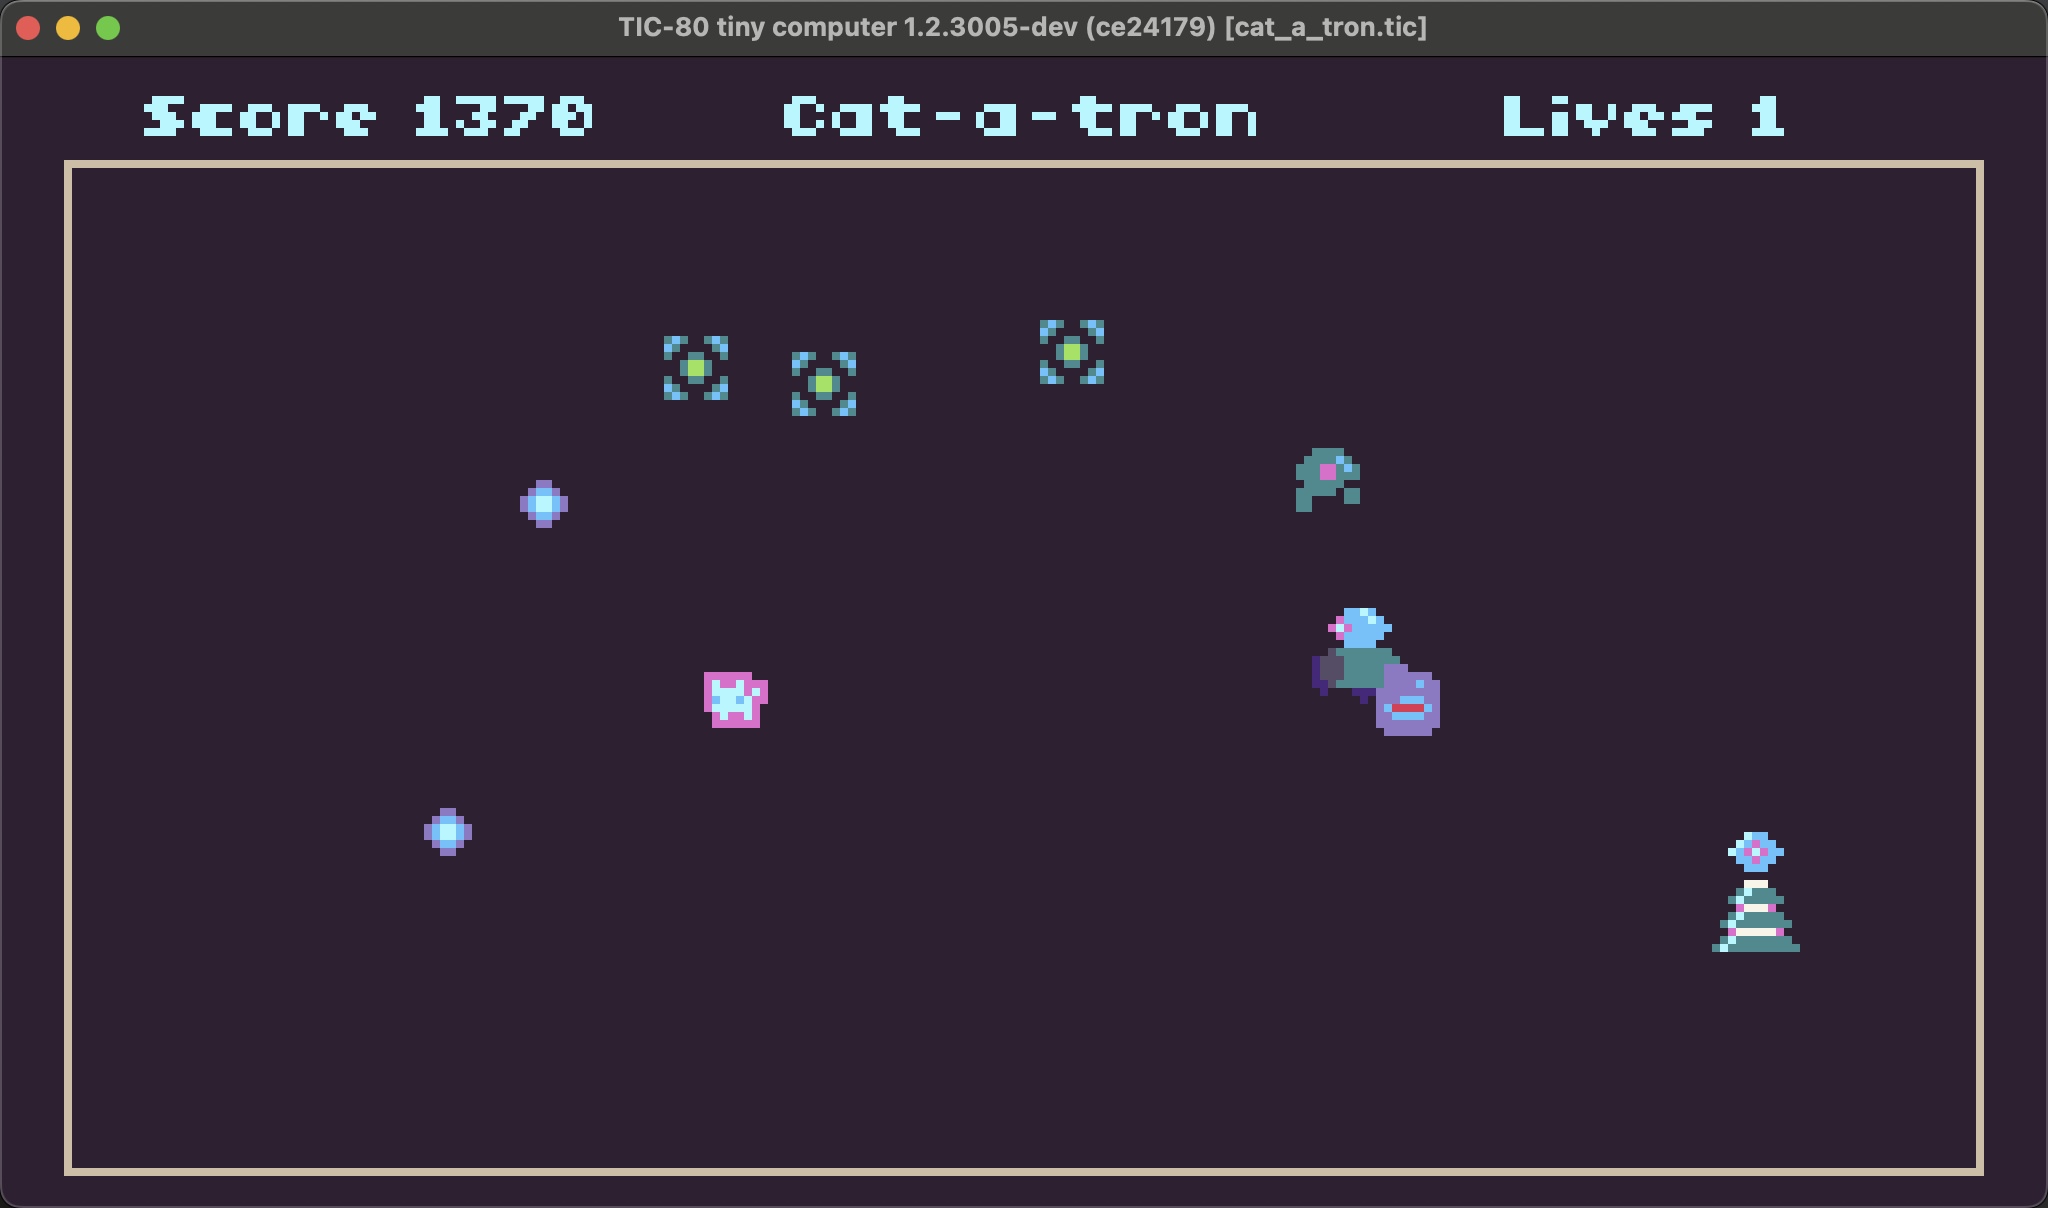 TIC-80 tiny computer 1.2.3005-dev (ce24179) [cat_a_tron.tic]
Score 1370 Cat-a-tron Lives 1